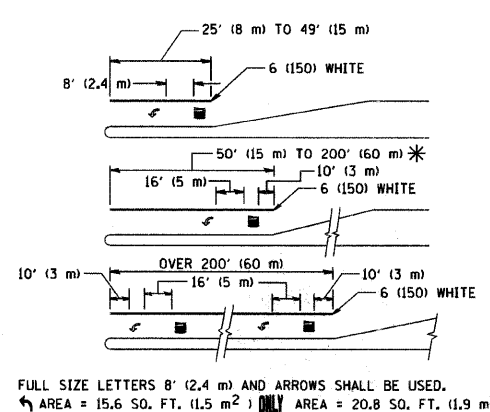 25' (8 m) TO 49' (15 m)
6 (150) WHITE
8' (2.4 m)
50' (15 m) TO 200' (60 m) *
16' (5 m)
10' (3 m)
6 (150) WHITE
OVER 200' (60 m)
10' (3 m)
16' (5 m)
10' (3 m)
6 (150) WHITE
FULL SIZE LETTERS 8' (2.4 m) AND ARROWS SHALL BE USED.
AREA = 15.6 SQ. FT. (1.5 m² ) ONLY AREA = 20.8 SQ. FT. (1.9 m